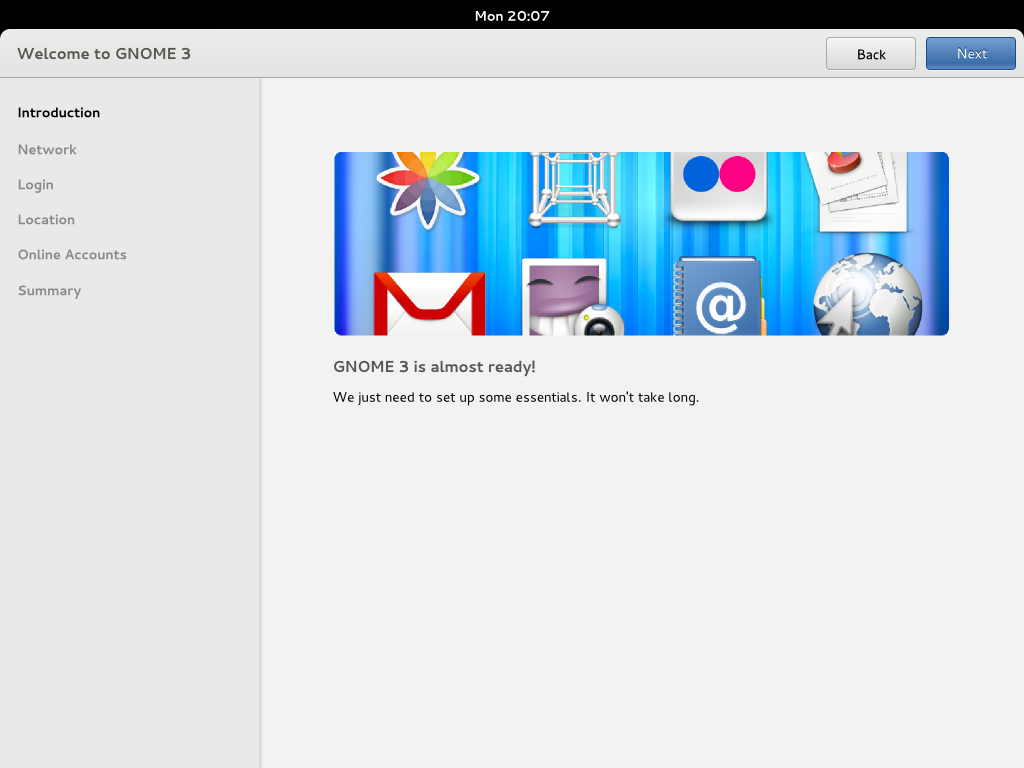 Mon 20:07
Welcome to GNOME 3
Back
Next
Introduction
Network
Login
Location
Online Accounts
Summary
@
GNOME 3 is almost ready!
We just need to set up some essentials. It won't take long.